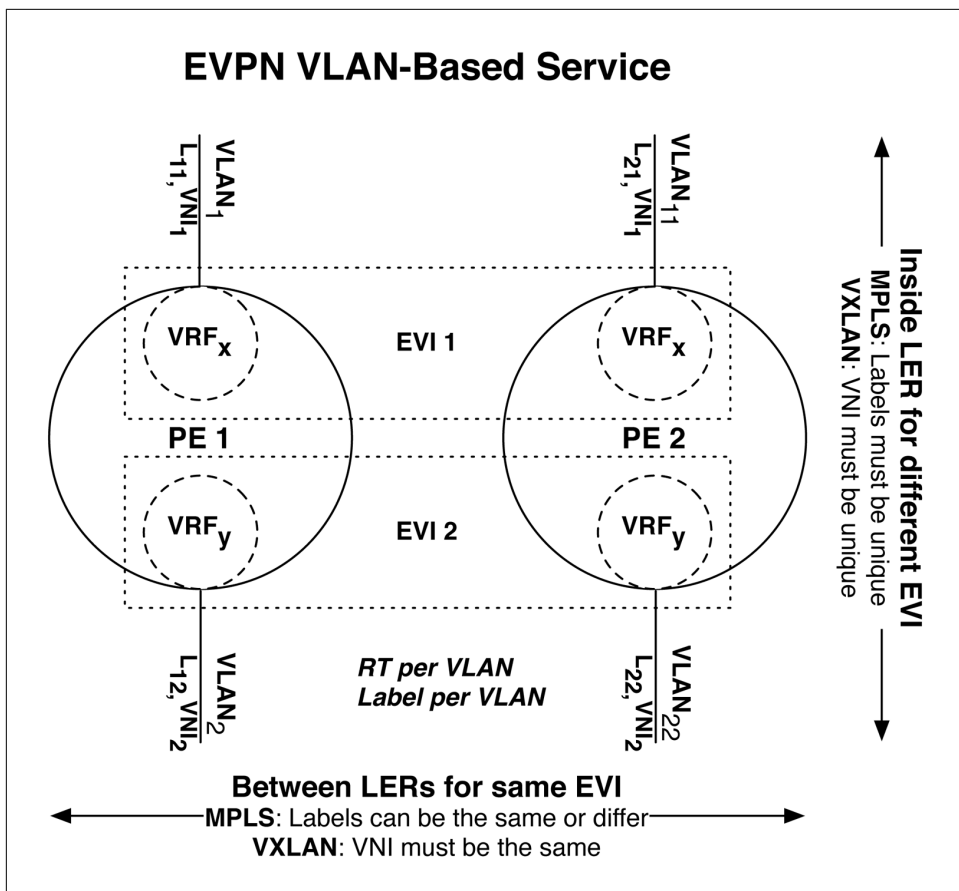 EVPN VLAN-Based Service
VLAN1
L11, VNI1
VLAN11
L21, VNI1
VRFx
EVI 1
VRFx
PE 1
PE 2
VRFy
EVI 2
VRFy
VLAN2
L12, VNI2
RT per VLAN
Label per VLAN
VLAN22
L22, VNI2
Inside LER for different EVI
MPLS: Labels must be unique
VXLAN: VNI must be unique
Between LERs for same EVI
MPLS: Labels can be the same or differ
VXLAN: VNI must be the same